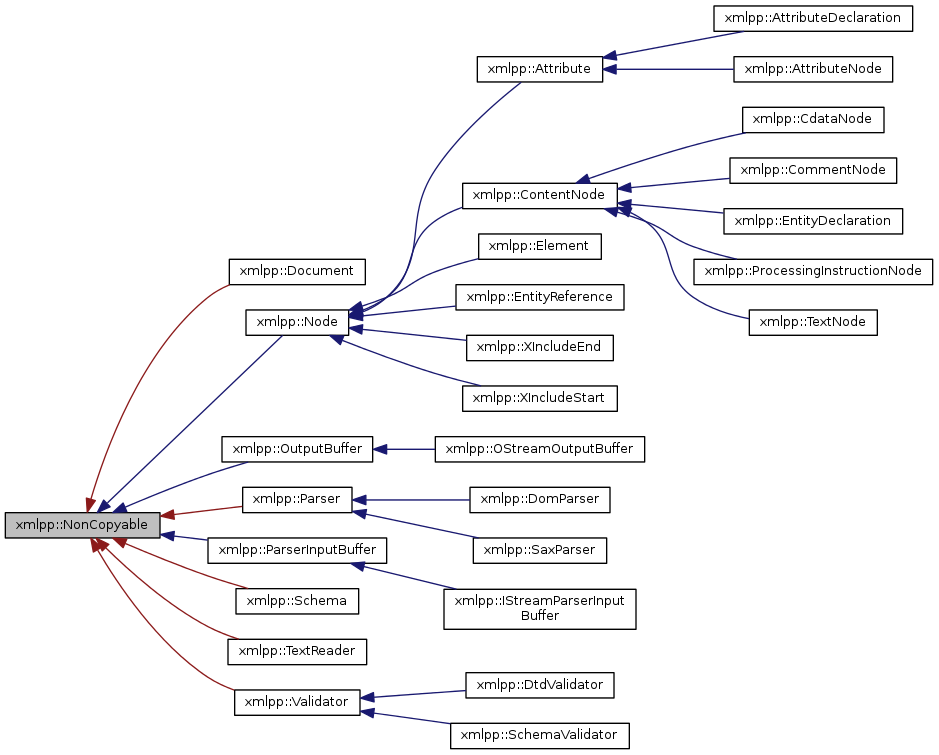 xmlpp::AttributeDeclaration
xmlpp::Attribute
xmlpp::AttributeNode
xmlpp::CdataNode
xmlpp::CommentNode
xmlpp::ContentNode
xmlpp::EntityDeclaration
xmlpp::Element
xmlpp::ProcessingInstructionNode
xmlpp::Document
xmlpp::EntityReference
xmlpp::Node
xmlpp::TextNode
xmlpp::XIncludeEnd
xmlpp::XIncludeStart
xmlpp::OutputBuffer
xmlpp::OStreamOutputBuffer
xmlpp::Parser
xmlpp::DomParser
xmlpp::NonCopyable
xmlpp::ParserInputBuffer
xmlpp::SaxParser
xmlpp::Schema
xmlpp::IStreamParserInput
Buffer
xmlpp::TextReader
xmlpp::DtdValidator
xmlpp::Validator
xmlpp::SchemaValidator